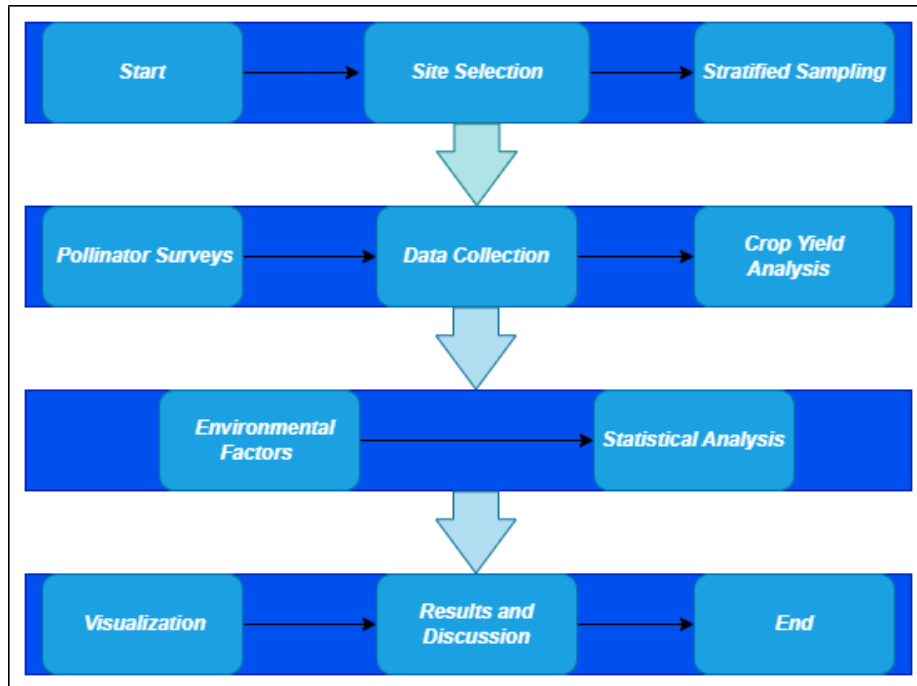 Start
Site Selection
Stratified Sampling
Pollinator Surveys
Data Collection
Crop Yield
Analysis
Environmental
Factors
Statistical Analysis
Visualization
Results and
Discussion
End